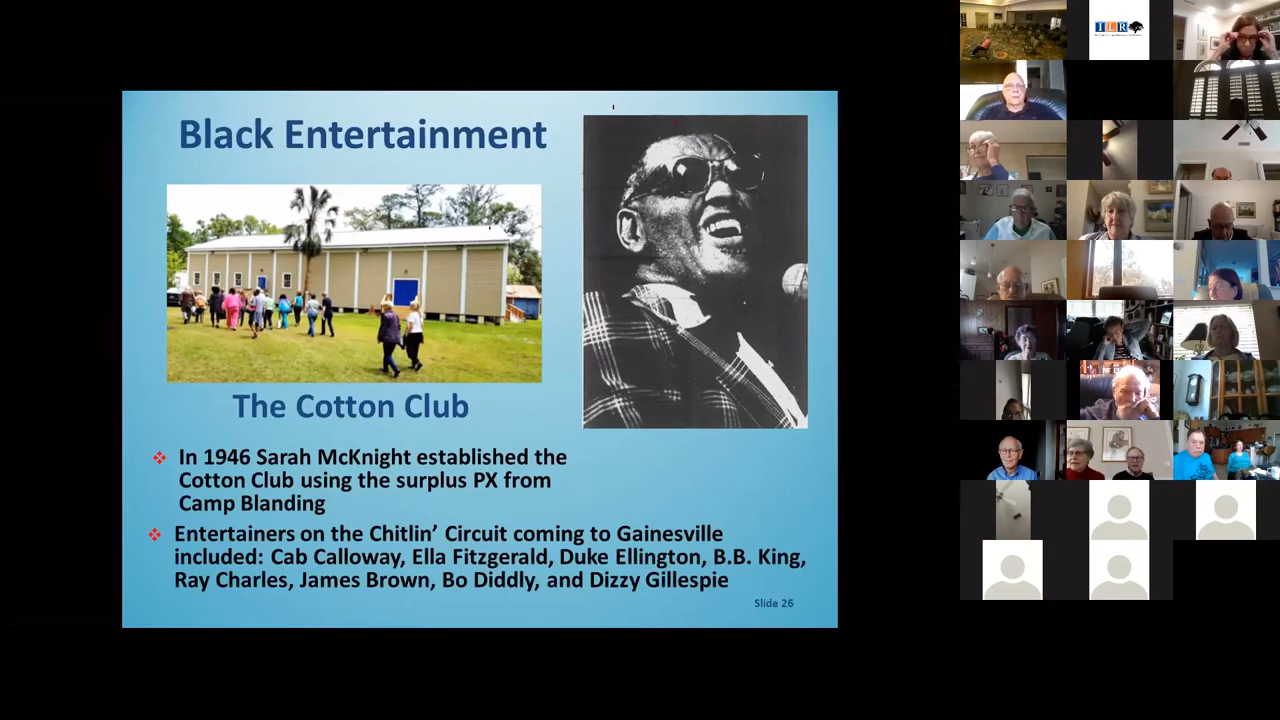 Black Entertainment
The Cotton Club
In 1946 Sarah McKnight established the
Cotton Club using the surplus PX from
Camp Blanding
Entertainers on the Chitlin’ Circuit coming to Gainesville
included: Cab Calloway, Ella Fitzgerald, Duke Ellington, B.B. King,
Ray Charles, James Brown, Bo Diddly, and Dizzy Gillespie
Slide 26
ILR